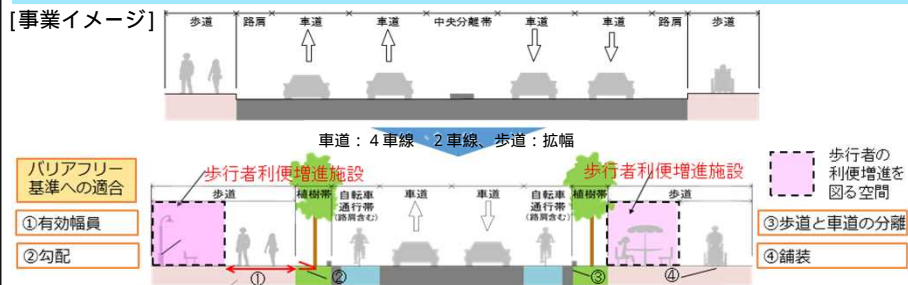 [事業イメージ]
歩道 路肩 車道 車道 中央分離帯 車道 車道 路肩 歩道
車道：４車線 ２車線、歩道：拡幅
バリアフリー
基準への適合
①有効幅員
②勾配
歩行者利便増進施設
歩行者利便増進施設
歩道 植樹帯 自転車 車道 車道 自転車 植樹帯 歩道
通行帯 通行帯
(路肩含む) (路肩含む)
① ② ③ ④
歩行者の
利便増進を
図る空間
③歩道と車道の分離
④舗装